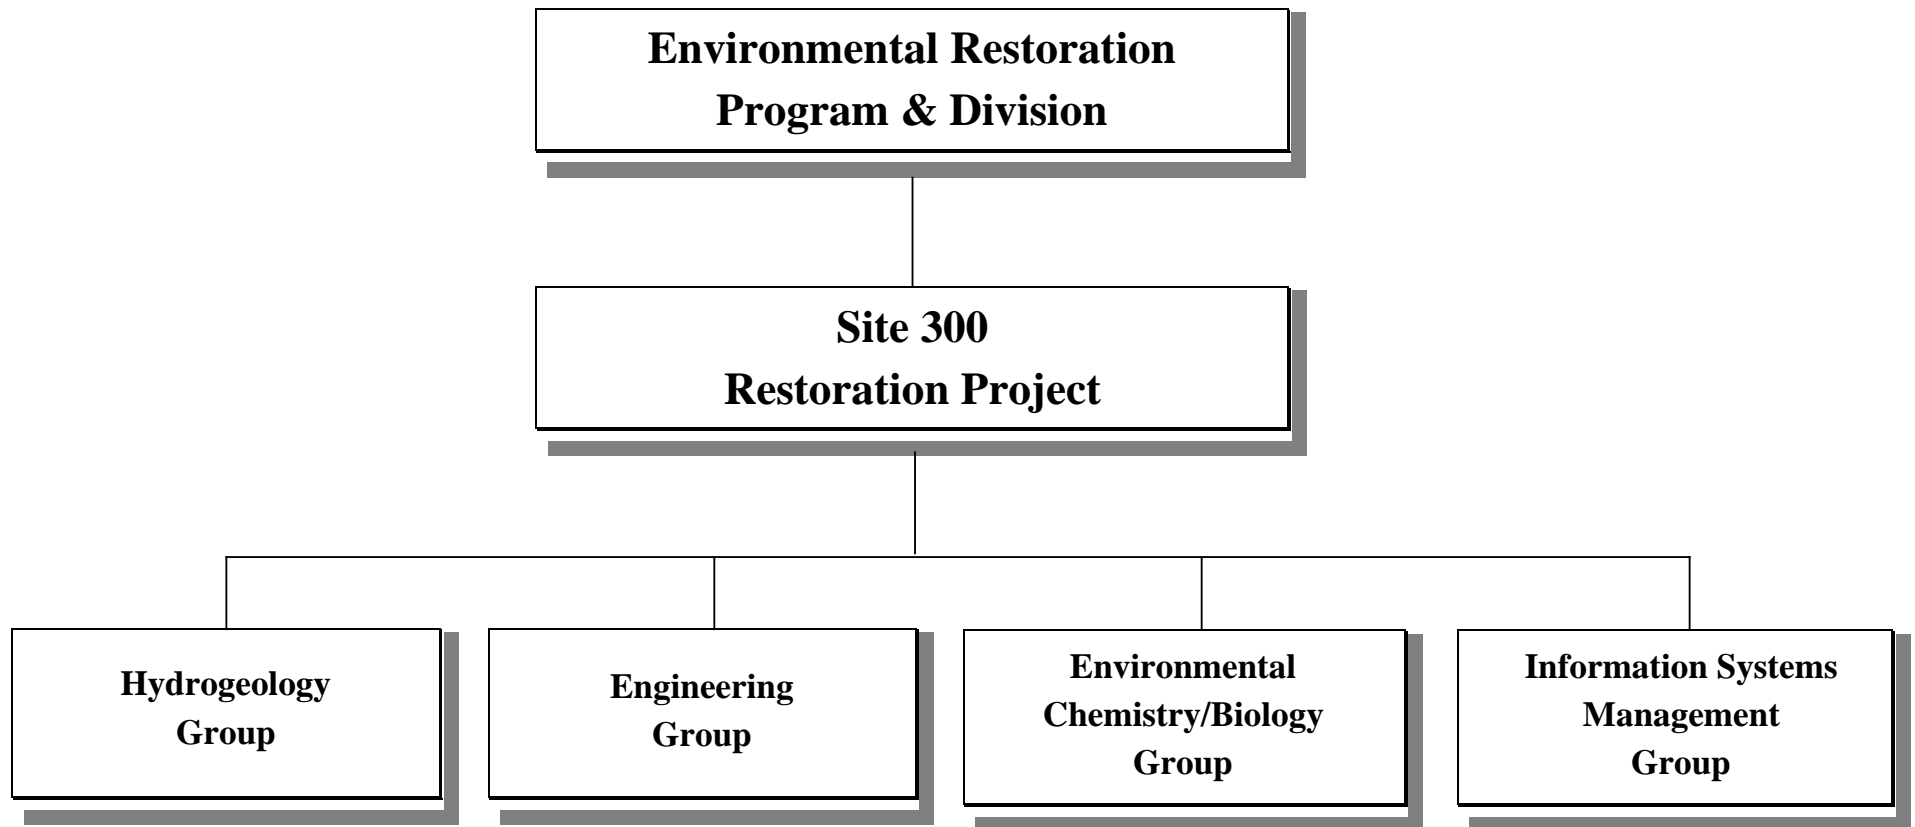 Environmental Restoration
Program & Division
Site 300
Restoration Project
Hydrogeology
Group
Engineering
Group
Environmental
Chemistry/Biology
Group
Information Systems
Management
Group